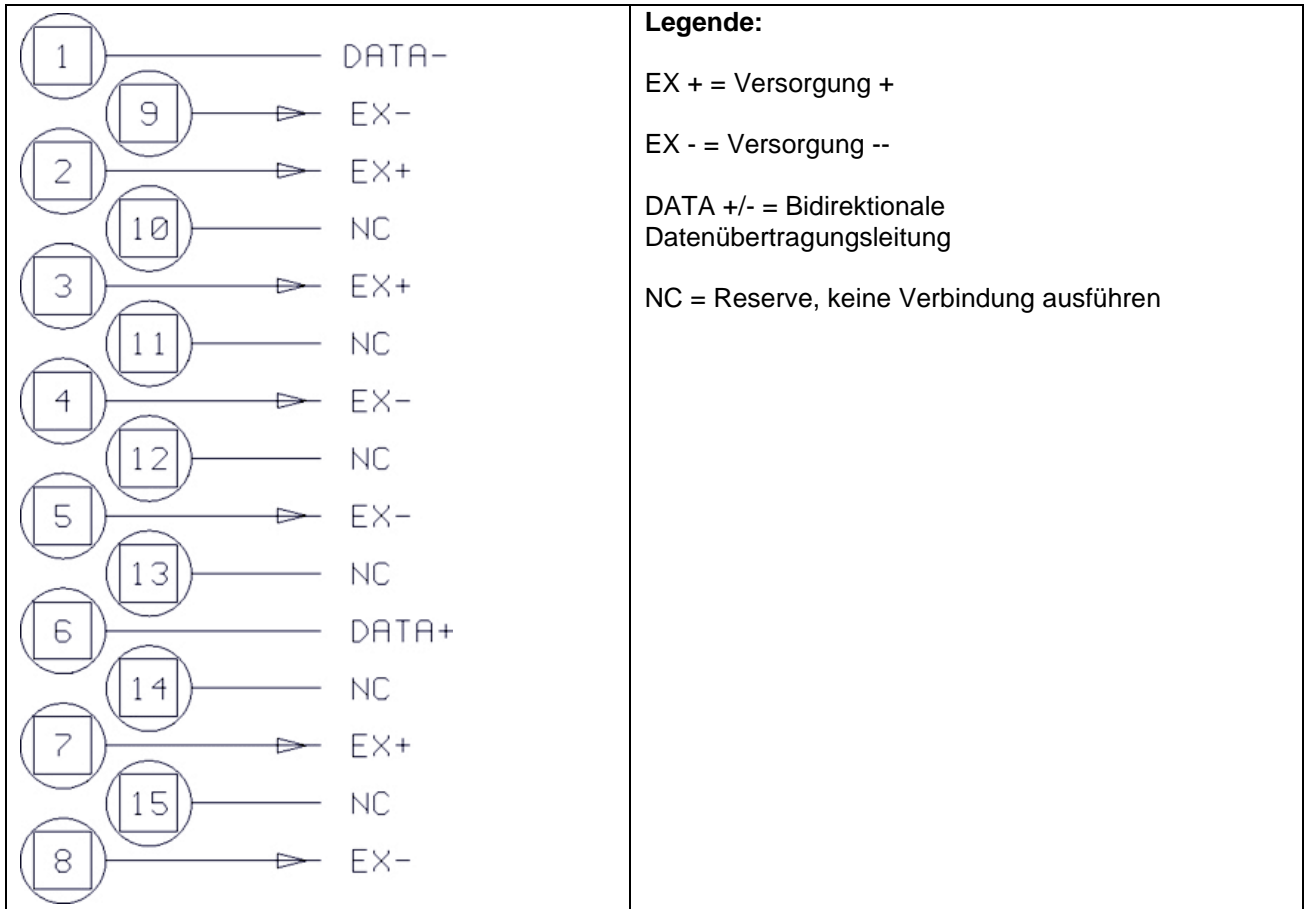 1 DATA-
9 EX-
2 EX+
10 NC
3 EX+
11 NC
4 EX-
12 NC
5 EX-
13 NC
6 DATA+
14 NC
7 EX+
15 NC
8 EX-
Legende:
EX + = Versorgung +
EX - = Versorgung --
DATA +/- = Bidirektionale
Datenübertragungsleitung
NC = Reserve, keine Verbindung ausführen